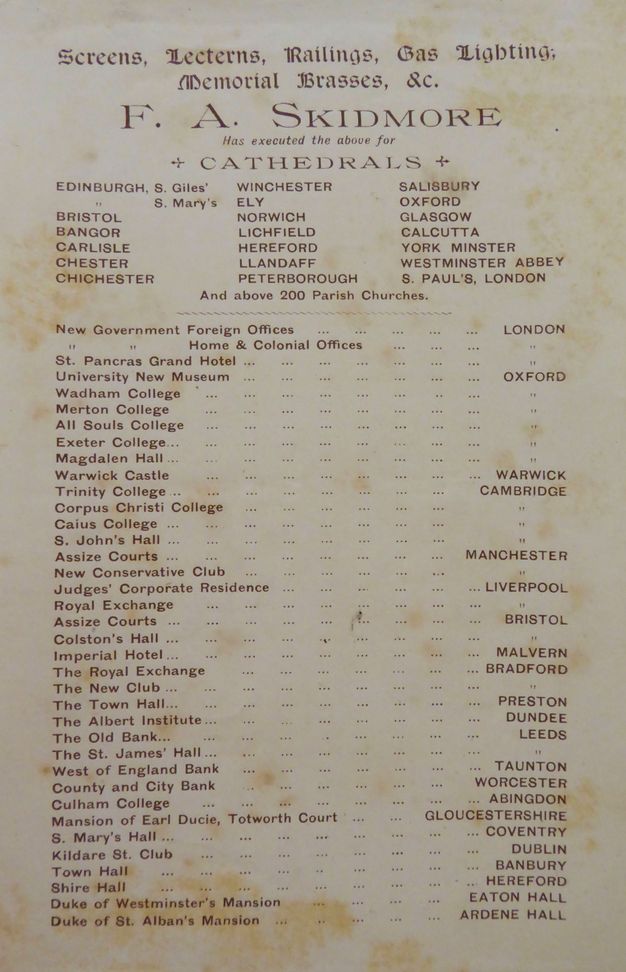 Screens, Lecterns, Railings, Gas Lighting,
Memorial Brasses, &c.
F. A. SKIDMORE
Has executed the above for
CATHEDRALS
EDINBURGH, S. Giles' WINCHESTER SALISBURY
" S. Mary's ELY OXFORD
BRISTOL NORWICH GLASGOW
BANGOR LICHFIELD CALCUTTA
CARLISLE HEREFORD YORK MINSTER
CHESTER LLANDAFF WESTMINSTER ABBEY
CHICHESTER PETERBOROUGH S. PAUL'S, LONDON
And above 200 Parish Churches.
New Government Foreign Offices ... ... ... ... ... LONDON
" " Home & Colonial Offices ... ... ... "
St. Pancras Grand Hotel ... ... ... ... ... ... ... "
University New Museum ... ... ... ... ... ... ... OXFORD
Wadham College ... ... ... ... ... ... ... "
Merton College ... ... ... ... ... ... ... "
All Souls College ... ... ... ... ... ... ... "
Exeter College... ... ... ... ... ... ... ... "
Magdalen Hall ... ... ... ... ... ... ... ... "
Warwick Castle ... ... ... ... ... ... ... ... WARWICK
Trinity College ... ... ... ... ... ... ... CAMBRIDGE
Corpus Christi College ... ... ... ... ... ... "
Caius College ... ... ... ... ... ... ... ... "
S. John's Hall ... ... ... ... ... ... ... ... "
Assize Courts ... ... ... ... ... ... ... MANCHESTER
New Conservative Club ... ... ... ... ... ... "
Judges' Corporate Residence ... ... ... ... ... ... LIVERPOOL
Royal Exchange ... ... ... ... ... ... ... "
Assize Courts ... ... ... ... ... ... ... ... BRISTOL
Colston's Hall ... ... ... ... ... ... ... ... "
Imperial Hotel ... ... ... ... ... ... ... ... MALVERN
The Royal Exchange ... ... ... ... ... ... ... BRADFORD
The New Club ... ... ... ... ... ... ... ... "
The Town Hall... ... ... ... ... ... ... ... PRESTON
The Albert Institute ... ... ... ... ... ... ... ... DUNDEE
The Old Bank... ... ... ... ... ... ... ... LEEDS
The St. James' Hall ... ... ... ... ... ... ... ... "
West of England Bank ... ... ... ... ... ... ... TAUNTON
County and City Bank ... ... ... ... ... ... WORCESTER
Culham College ... ... ... ... ... ... ... ... ABINGDON
Mansion of Earl Ducie, Totworth Court ... ... ... GLOUCESTERSHIRE
S. Mary's Hall ... ... ... ... ... ... ... ... COVENTRY
Kildare St. Club ... ... ... ... ... ... ... ... DUBLIN
Town Hall ... ... ... ... ... ... ... ... BANBURY
Shire Hall ... ... ... ... ... ... ... ... HEREFORD
Duke of Westminster's Mansion ... ... ... ... EATON HALL
Duke of St. Alban's Mansion ... ... ... ... ... ARDENE HALL